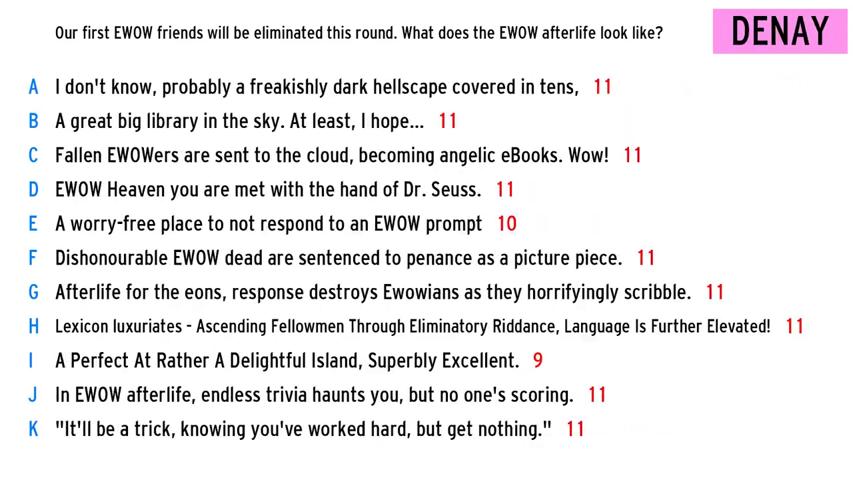 Our first EWOW friends will be eliminated this round. What does the EWOW afterlife look like?
DENAY
A I don't know, probably a freakishly dark hellscape covered in tens, 11
B A great big library in the sky. At least, I hope... 11
C Fallen EWOWers are sent to the cloud, becoming angelic eBooks. Wow! 11
D EWOW Heaven you are met with the hand of Dr. Seuss. 11
E A worry-free place to not respond to an EWOW prompt 10
F Dishonourable EWOW dead are sentenced to penance as a picture piece. 11
G Afterlife for the eons, response destroys Ewowians as they horrifyingly scribble. 11
H Lexicon luxuriates - Ascending Fellowmen Through Eliminatory Riddance, Language Is Further Elevated! 11
I A Perfect At Rather A Delightful Island, Superbly Excellent. 9
J In EWOW afterlife, endless trivia haunts you, but no one's scoring. 11
K "It'll be a trick, knowing you've worked hard, but get nothing." 11